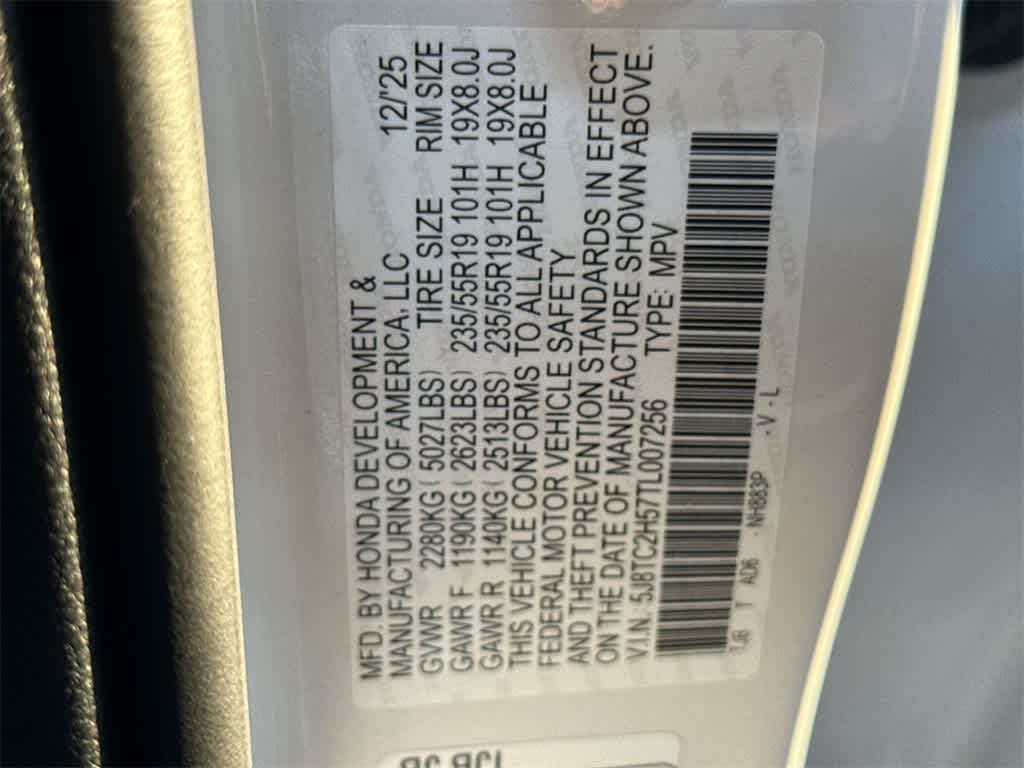 MFD. BY HONDA DEVELOPMENT &
MANUFACTURING OF AMERICA, LLC 12/'25
GVWR 2280KG ( 5027LBS) TIRE SIZE RIM SIZE
GAWR F 1190KG ( 2623LBS) 235/55R19 101H 19X8.0J
GAWR R 1140KG ( 2513LBS) 235/55R19 101H 19X8.0J
THIS VEHICLE CONFORMS TO ALL APPLICABLE
FEDERAL MOTOR VEHICLE SAFETY
AND THEFT PREVENTION STANDARDS IN EFFECT
ON THE DATE OF MANUFACTURE SHOWN ABOVE.
V.I.N. 5J8TC2H577L007256 TYPE: MPV
TJB T AD6 - NH883P - V - L